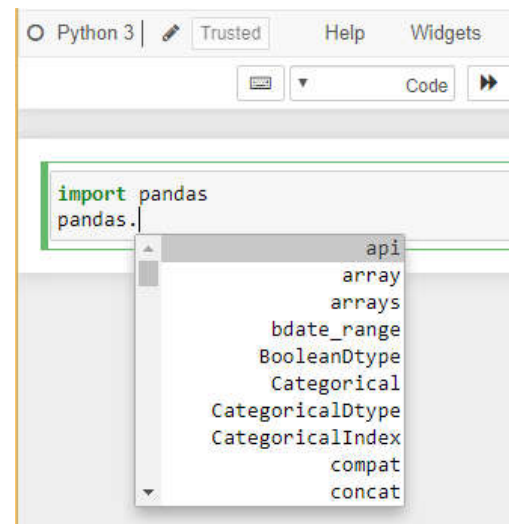 Python 3 Trusted Help Widgets
Code
import pandas
pandas.
api
array
arrays
bdate_range
BooleanDtype
Categorical
CategoricalDtype
CategoricalIndex
compat
concat